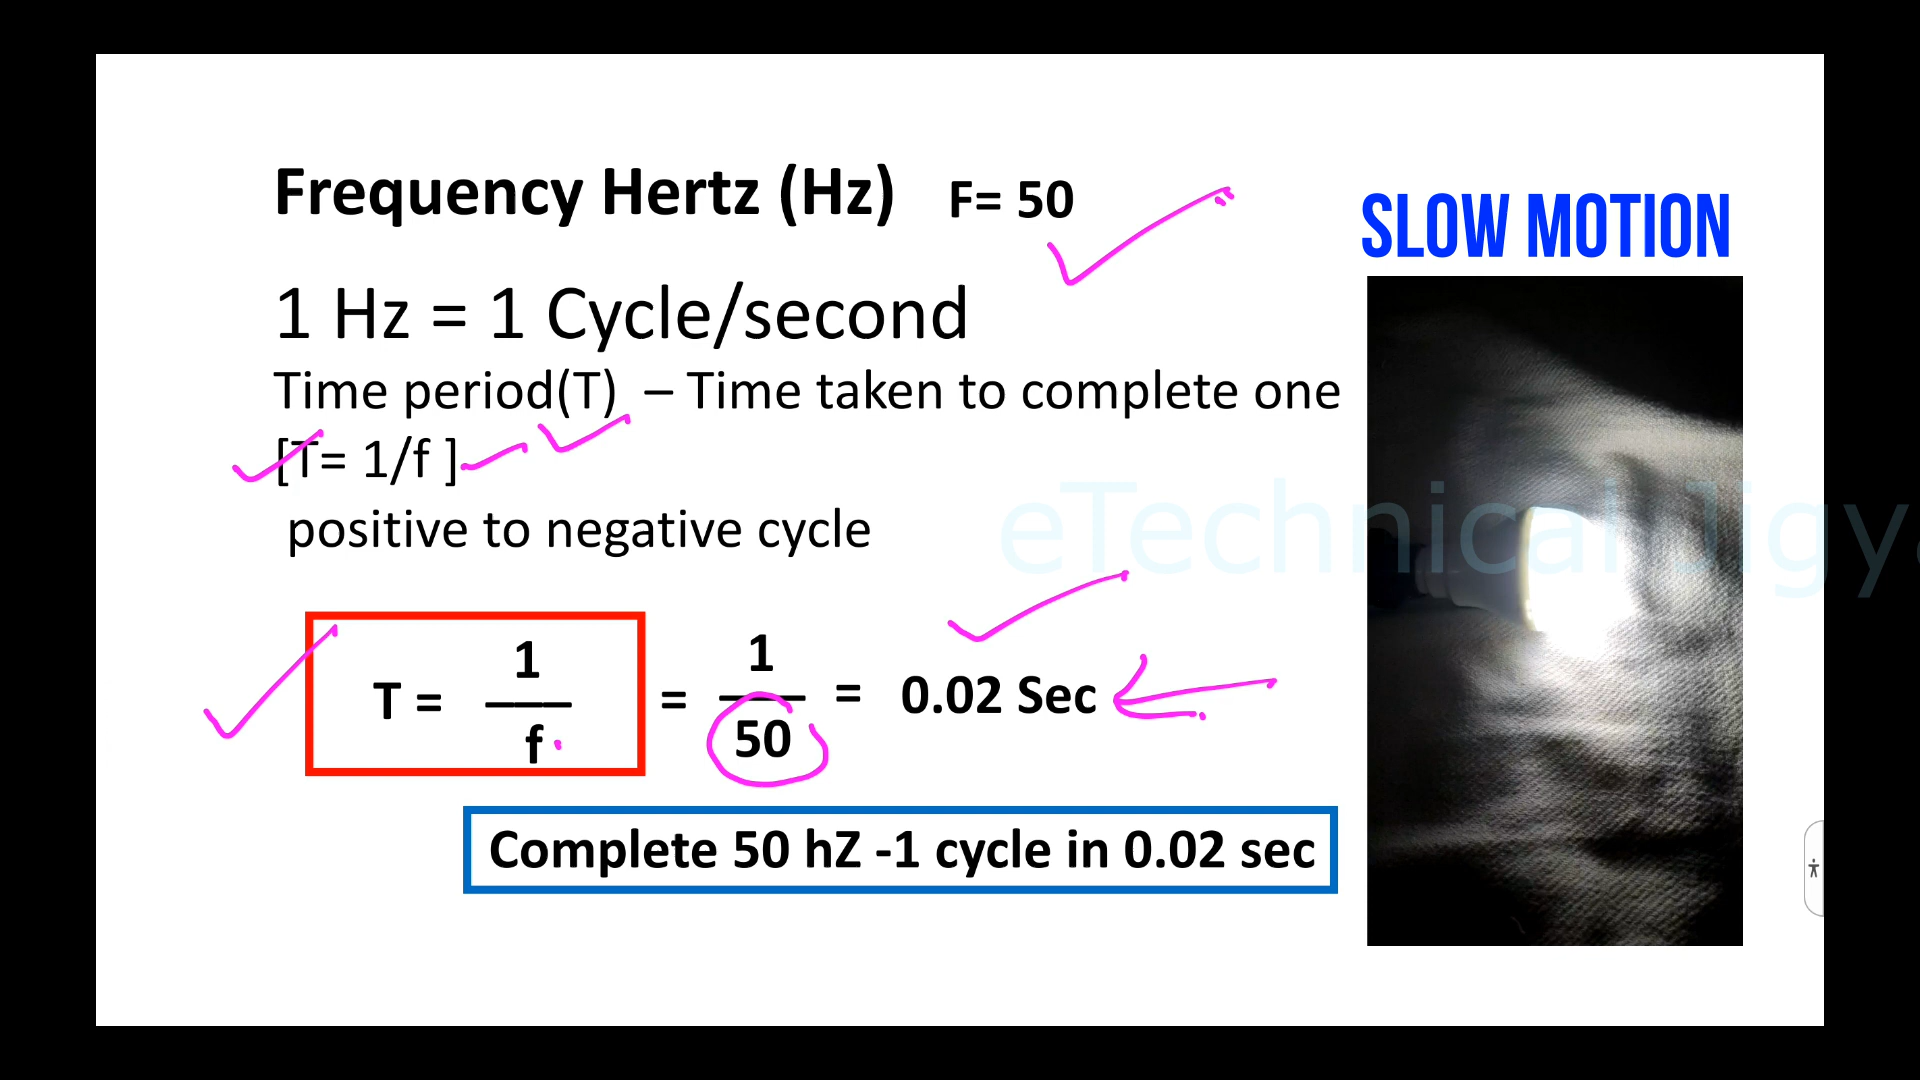 Frequency Hertz (Hz) F= 50
SLOW MOTION
1 Hz = 1 Cycle/second
Time period(T) – Time taken to complete one
[T= 1/f ]
positive to negative cycle
eTechnical Jigy
T = 1/f = 1/50 = 0.02 Sec
Complete 50 hZ -1 cycle in 0.02 sec